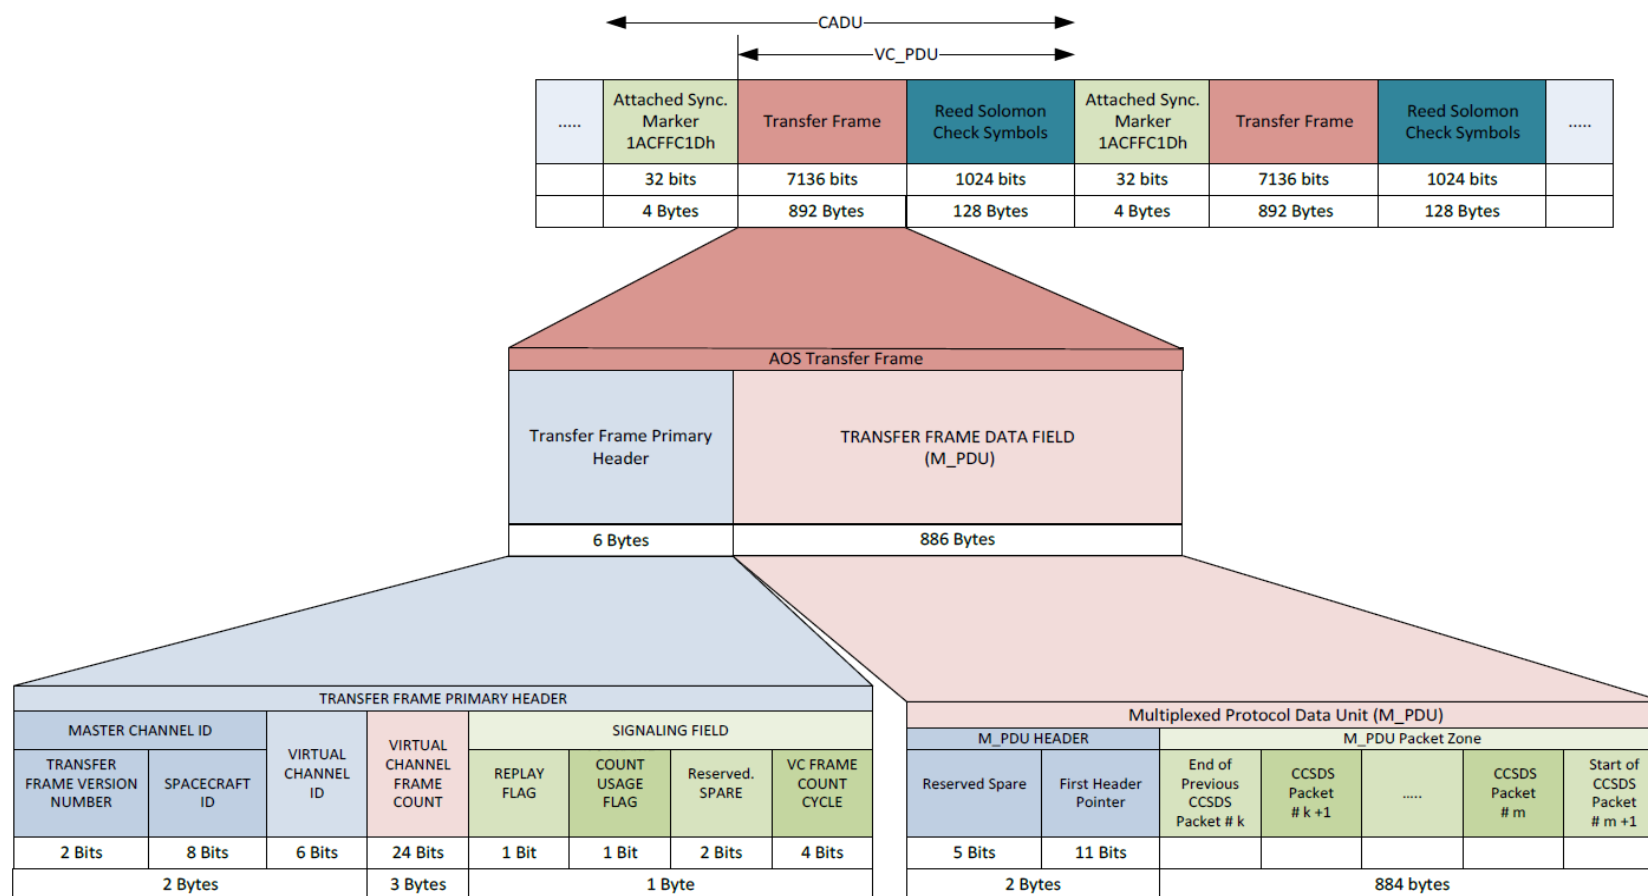 CADU
VC_PDU
.....
Attached Sync.
Marker
1ACFFC1Dh
Transfer Frame
Reed Solomon
Check Symbols
Attached Sync.
Marker
1ACFFC1Dh
Transfer Frame
Reed Solomon
Check Symbols
.....
32 bits
7136 bits
1024 bits
32 bits
7136 bits
1024 bits
4 Bytes
892 Bytes
128 Bytes
4 Bytes
892 Bytes
128 Bytes
AOS Transfer Frame
Transfer Frame Primary
Header
TRANSFER FRAME DATA FIELD
(M_PDU)
6 Bytes
886 Bytes
TRANSFER FRAME PRIMARY HEADER
MASTER CHANNEL ID
VIRTUAL
CHANNEL
ID
VIRTUAL
CHANNEL
FRAME
COUNT
SIGNALING FIELD
TRANSFER
FRAME VERSION
NUMBER
SPACECRAFT
ID
REPLAY
FLAG
COUNT
USAGE
FLAG
Reserved.
SPARE
VC FRAME
COUNT
CYCLE
2 Bits
8 Bits
6 Bits
24 Bits
1 Bit
1 Bit
2 Bits
4 Bits
2 Bytes
3 Bytes
1 Byte
Multiplexed Protocol Data Unit (M_PDU)
M_PDU HEADER
M_PDU Packet Zone
Reserved Spare
First Header
Pointer
End of
Previous
CCSDS
Packet # k
CCSDS
Packet
# k +1
.....
CCSDS
Packet
# m
Start of
CCSDS
Packet
# m +1
5 Bits
11 Bits
2 Bytes
884 bytes